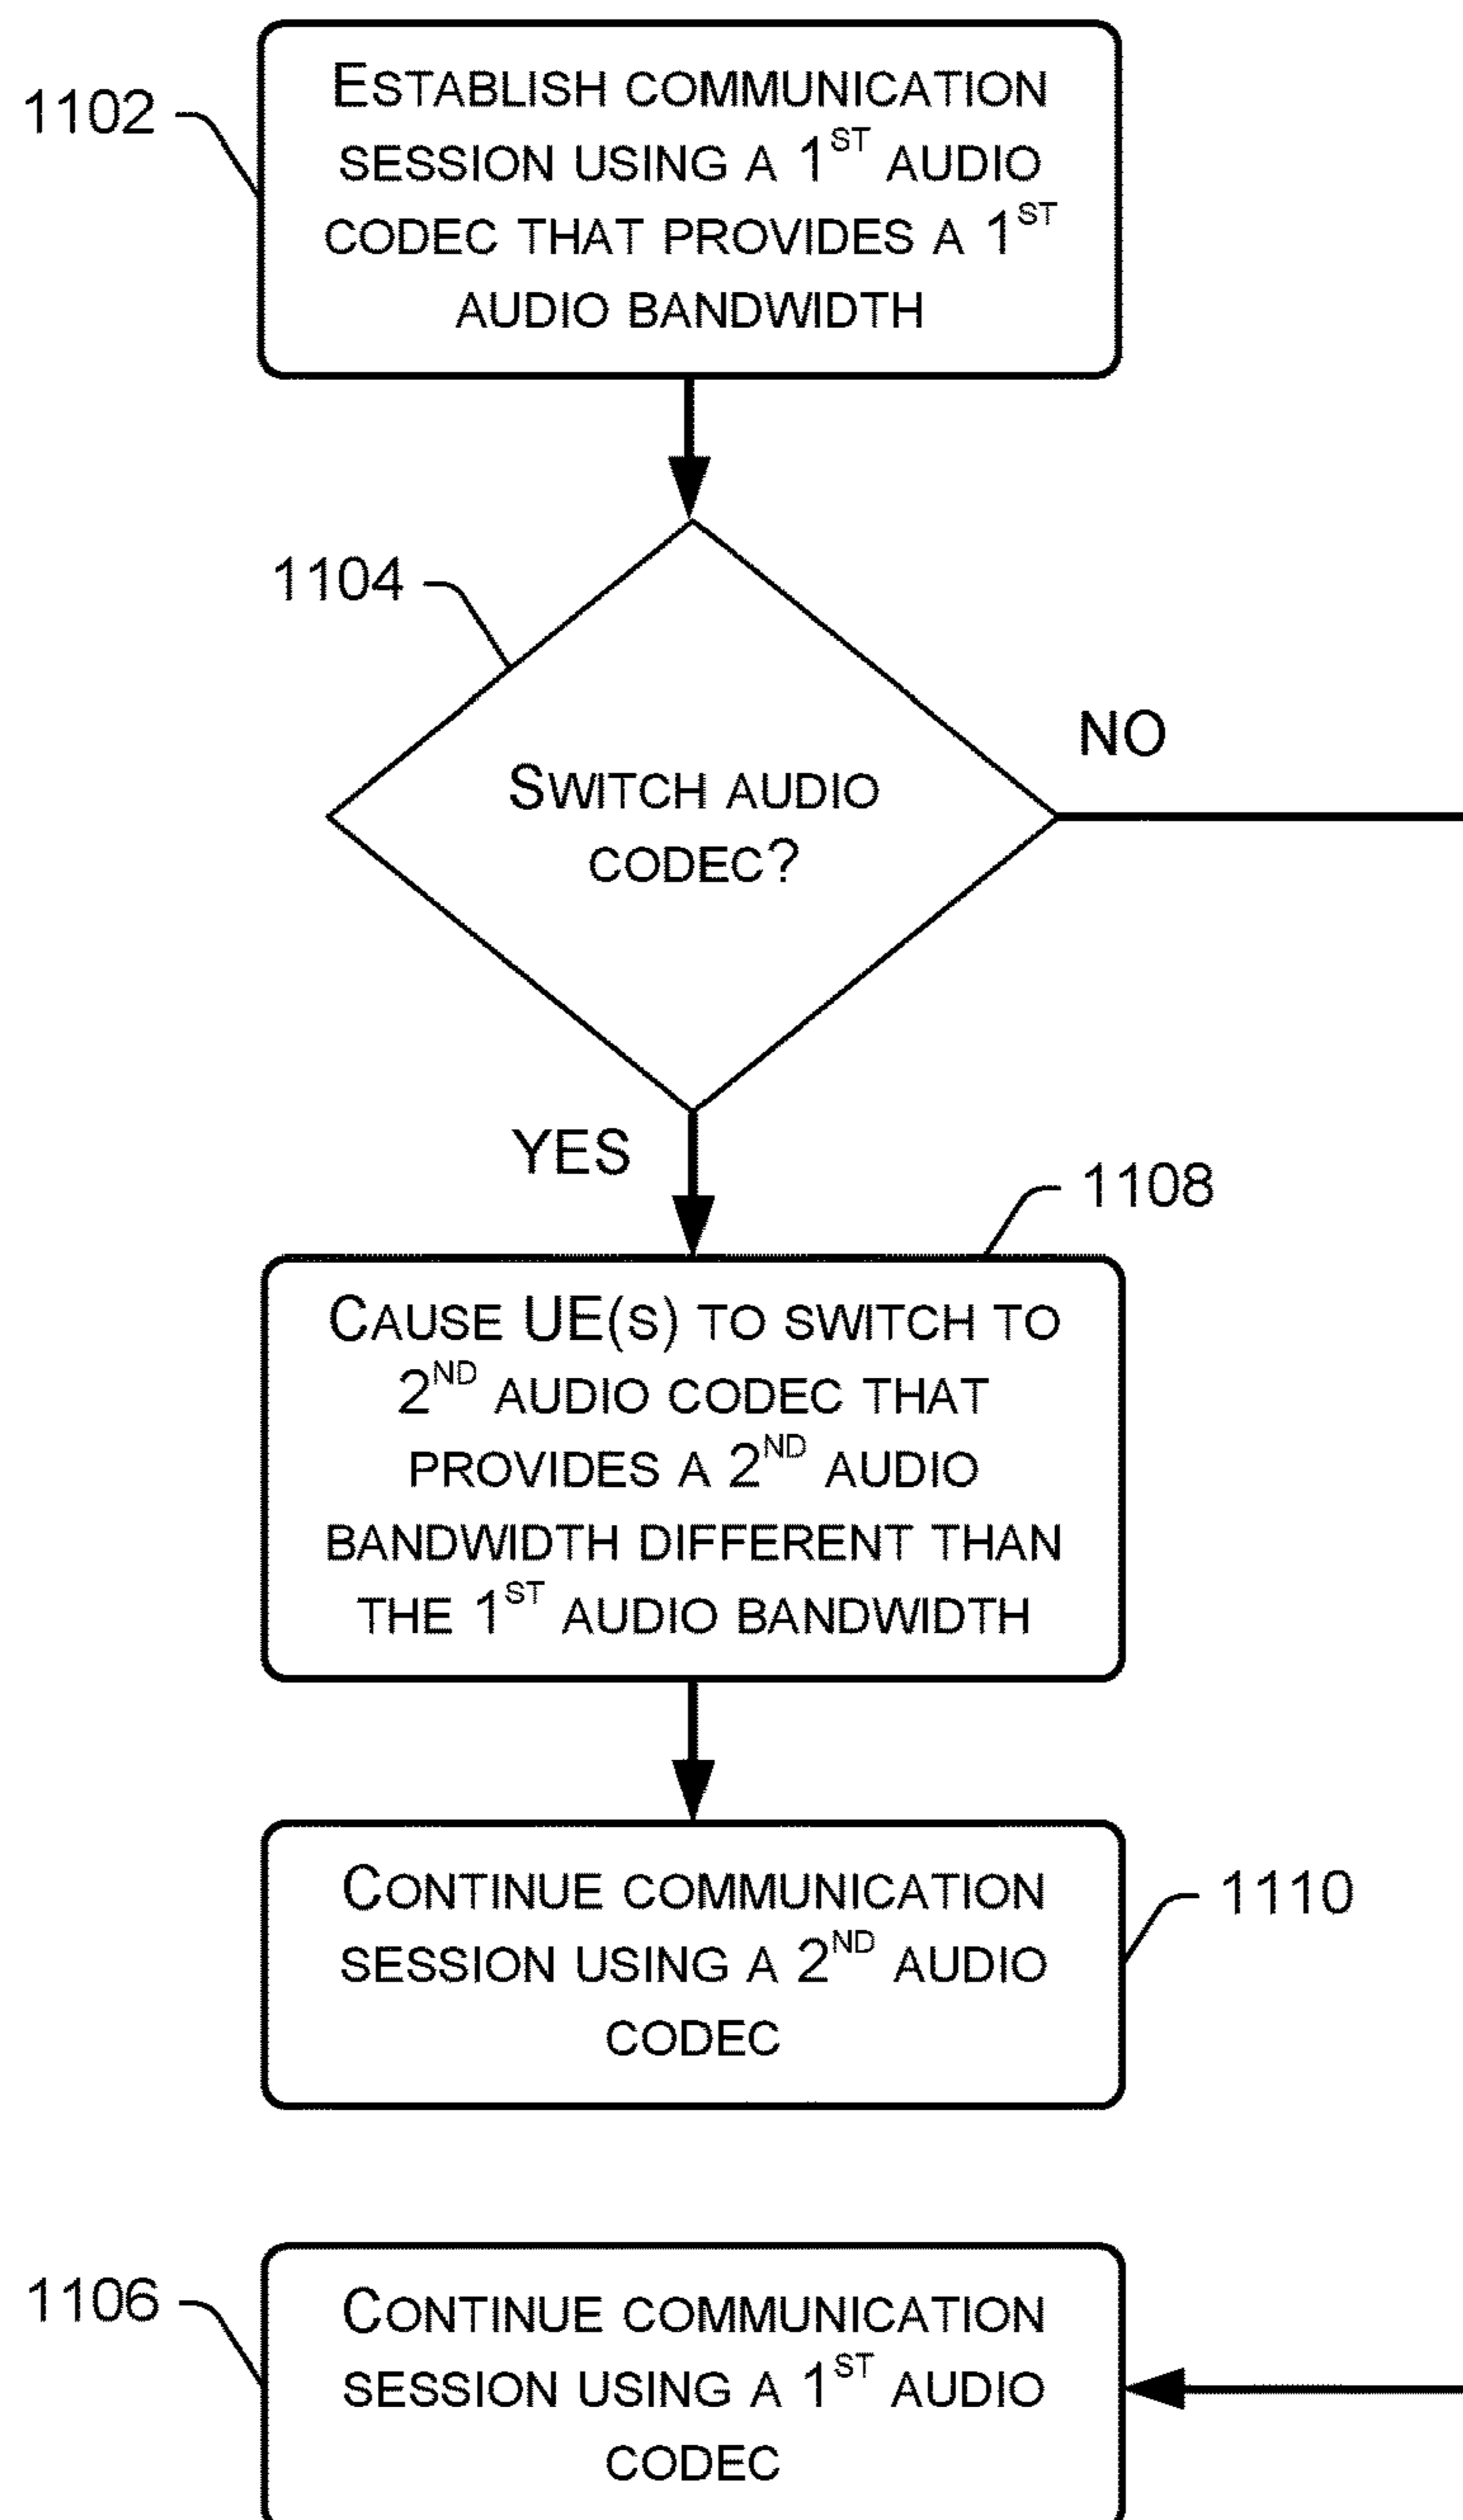 1102
ESTABLISH COMMUNICATION
SESSION USING A 1ST AUDIO
CODEC THAT PROVIDES A 1ST
AUDIO BANDWIDTH
1104
SWITCH AUDIO
CODEC?
NO
YES
1108
CAUSE UE(S) TO SWITCH TO
2ND AUDIO CODEC THAT
PROVIDES A 2ND AUDIO
BANDWIDTH DIFFERENT THAN
THE 1ST AUDIO BANDWIDTH
CONTINUE COMMUNICATION
SESSION USING A 2ND AUDIO
CODEC
1110
1106
CONTINUE COMMUNICATION
SESSION USING A 1ST AUDIO
CODEC